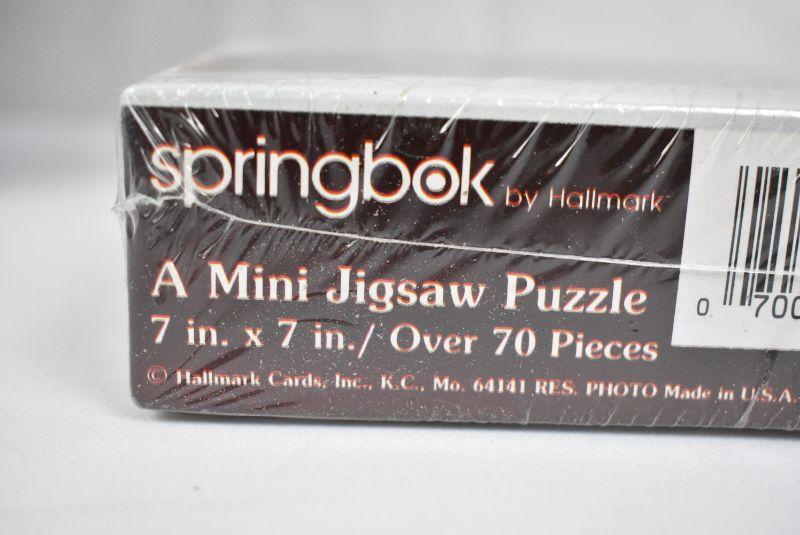 springbok by Hallmark
A Mini Jigsaw Puzzle
7 in. x 7 in./ Over 70 Pieces
© Hallmark Cards, Inc., K.C., Mo. 64141 RES. PHOTO Made in U.S.A.
0 700